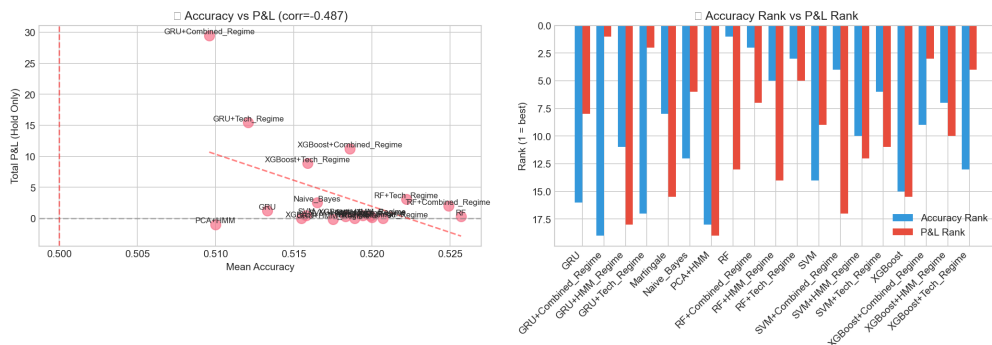 ▯ Accuracy vs P&L (corr=-0.487)
Total P&L (Hold Only)
30
25
20
15
10
5
0
0.500
0.505
0.510
0.515
0.520
0.525
Mean Accuracy
GRU+Combined_Regime
GRU+Tech_Regime
XGBoost+Combined_Regime
XGBoost+Tech_Regime
RF+Tech_Regime
Naive_Bayes
RF+Combined_Regime
GRU
RF
PCA+HMM
▯ Accuracy Rank vs P&L Rank
Rank (1 = best)
0.0
2.5
5.0
7.5
10.0
12.5
15.0
17.5
Accuracy Rank
P&L Rank
GRU
GRU+Combined_Regime
GRU+HMM_Regime
GRU+Tech_Regime
Martingale
Naive_Bayes
PCA+HMM
RF
RF+Combined_Regime
RF+HMM_Regime
RF+Tech_Regime
SVM
SVM+Combined_Regime
SVM+HMM_Regime
SVM+Tech_Regime
XGBoost
XGBoost+Combined_Regime
XGBoost+HMM_Regime
XGBoost+Tech_Regime